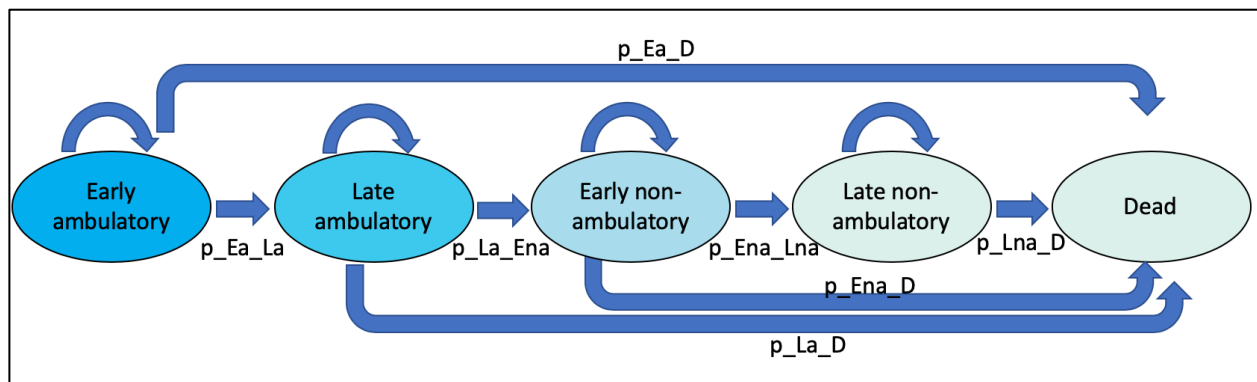 p_Ea_D
Early
ambulatory
Late
ambulatory
Early non-
ambulatory
Late non-
ambulatory
Dead
p_Ea_La
p_La_Ena
p_Ena_Lna
p_Lna_D
p_Ena_D
p_La_D